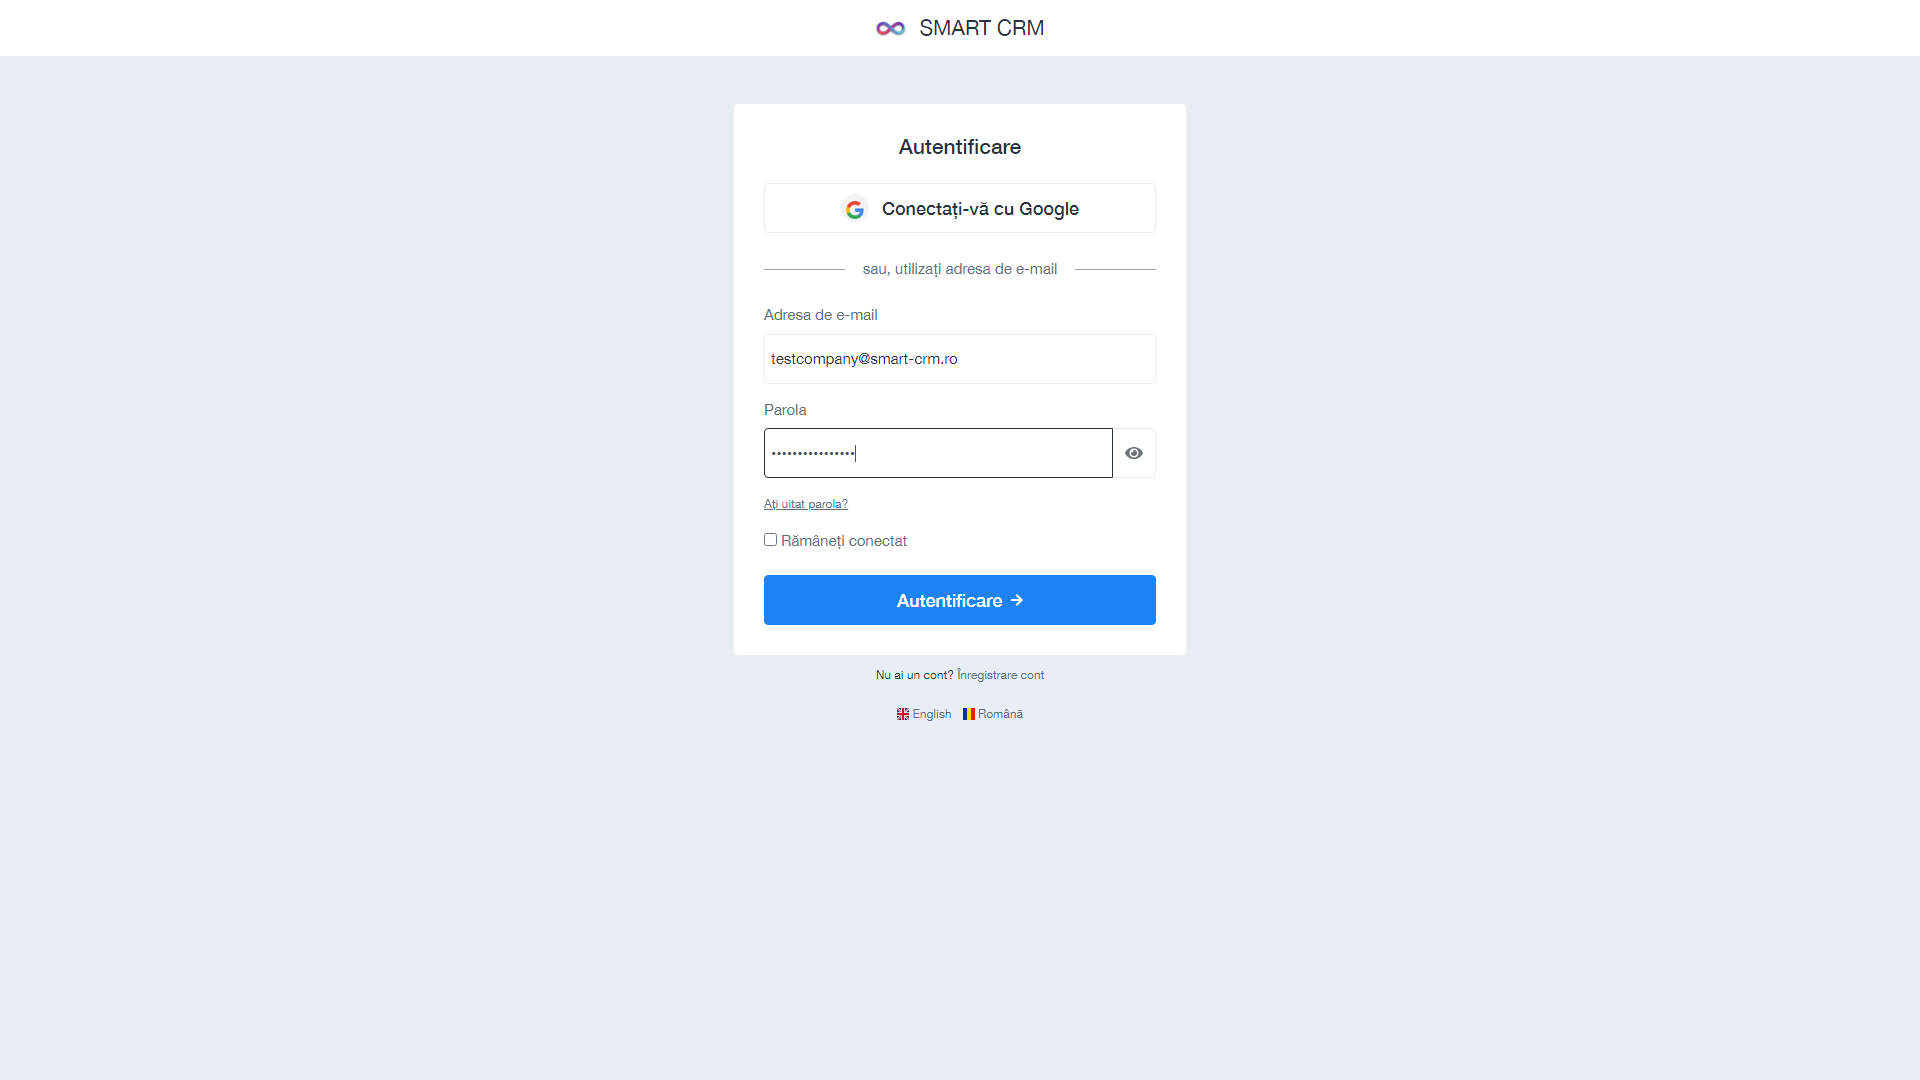 SMART CRM
Autentificare
Conectați-vă cu Google
sau, utilizați adresa de e-mail
Adresa de e-mail
testcompany@smart-crm.ro
Parola
••••••••••••••••
Ați uitat parola?
Rămâneți conectat
Autentificare →
Nu ai un cont? Înregistrare cont
English Română